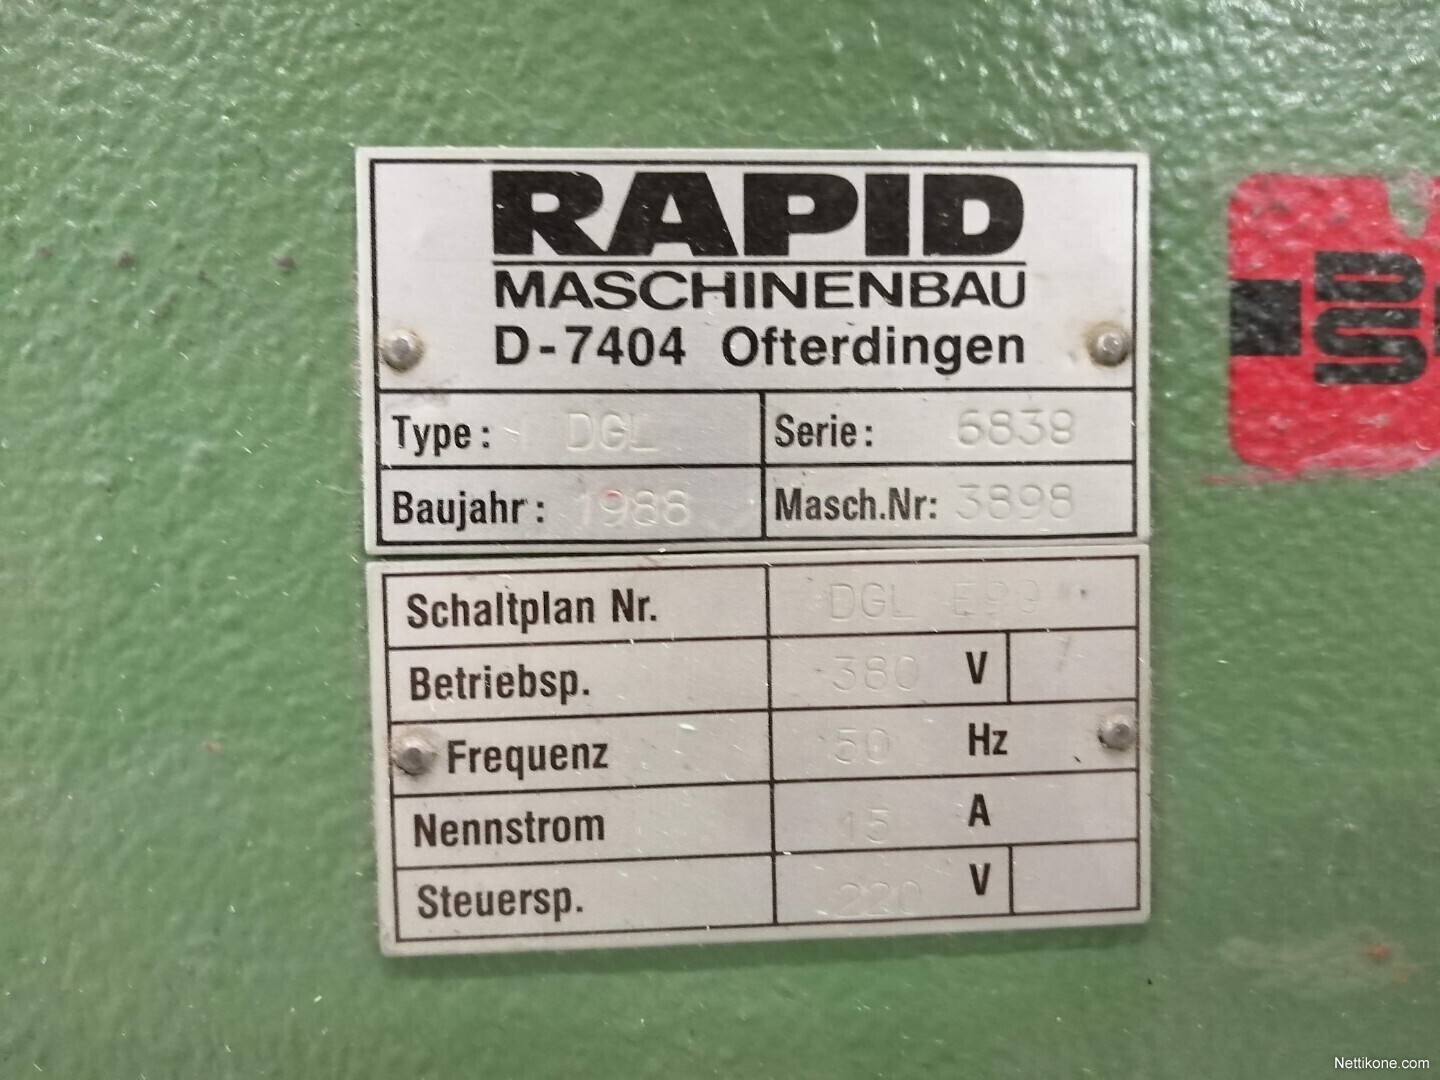 RAPID
MASCHINENBAU
D-7404 Ofterdingen
Type: DGL Serie: 6838
Baujahr: 1988 Masch.Nr: 3898
Schaltplan Nr. DGL
Betriebsp. 380 V
Frequenz 50 Hz
Nennstrom 15 A
Steuersp. 220 V
Nettikone.com